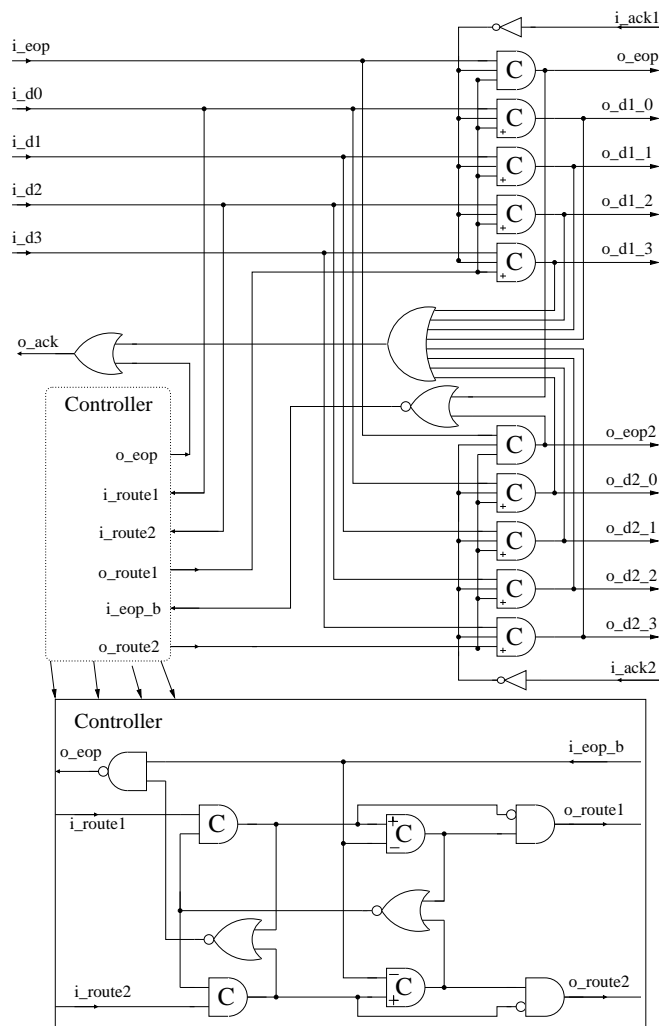 i_ack1
i_eop
o_eop
C
i_d0
o_d1_0
C
+
i_d1
o_d1_1
C
+
i_d2
o_d1_2
C
+
i_d3
o_d1_3
C
+
o_ack
Controller
o_eop
C
o_eop2
i_route1
C
+
o_d2_0
i_route2
C
+
o_d2_1
o_route1
C
+
o_d2_2
i_eop_b
C
+
o_d2_3
o_route2
i_ack2
Controller
o_eop
i_eop_b
i_route1
C
+
C
−
o_route1
i_route2
C
−
C
+
o_route2